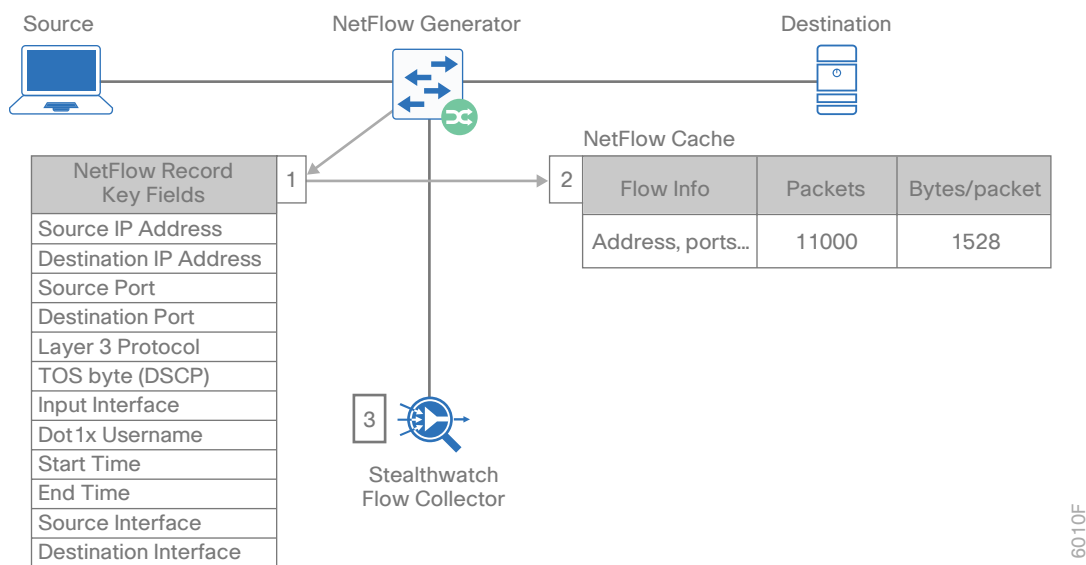 Source
NetFlow Generator
Destination
NetFlow Record
Key Fields
1
Source IP Address
Destination IP Address
Source Port
Destination Port
Layer 3 Protocol
TOS byte (DSCP)
Input Interface
Dot1x Username
Start Time
End Time
Source Interface
Destination Interface
NetFlow Cache
2
Flow Info
Packets
Bytes/packet
Address, ports...
11000
1528
3
Stealthwatch
Flow Collector
6010F